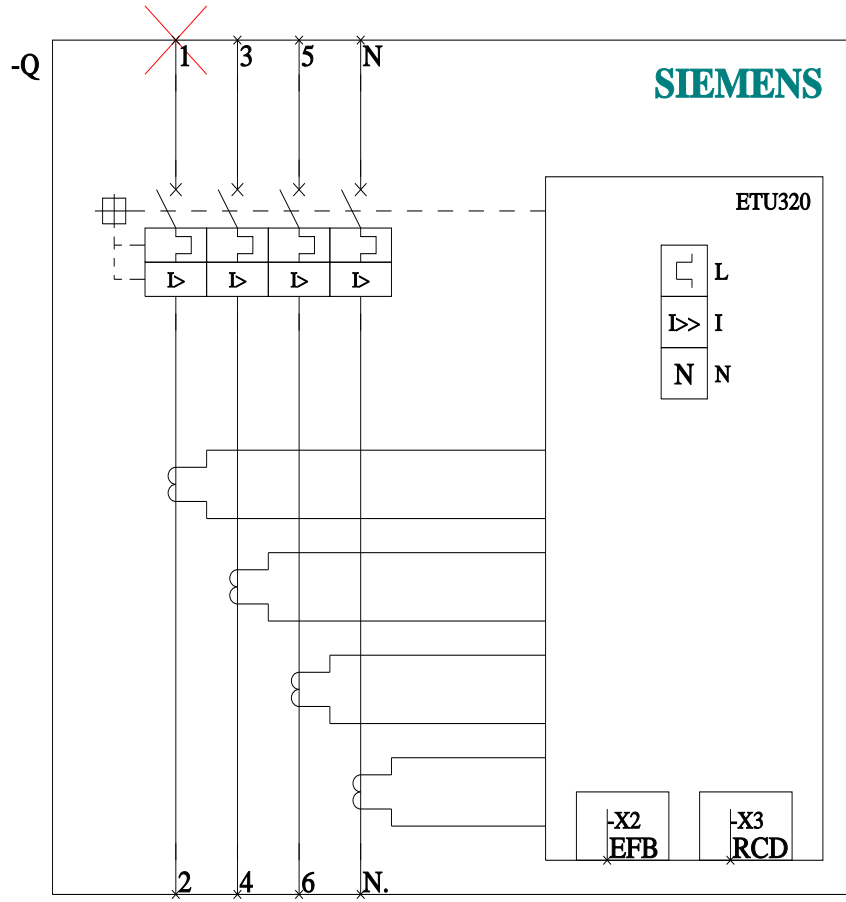 1 3 5 N
-Q
SIEMENS
ETU320
L
I> I> I> I>
I>> I
N N
-X2 -X3
EFB RCD
2 4 6 N.